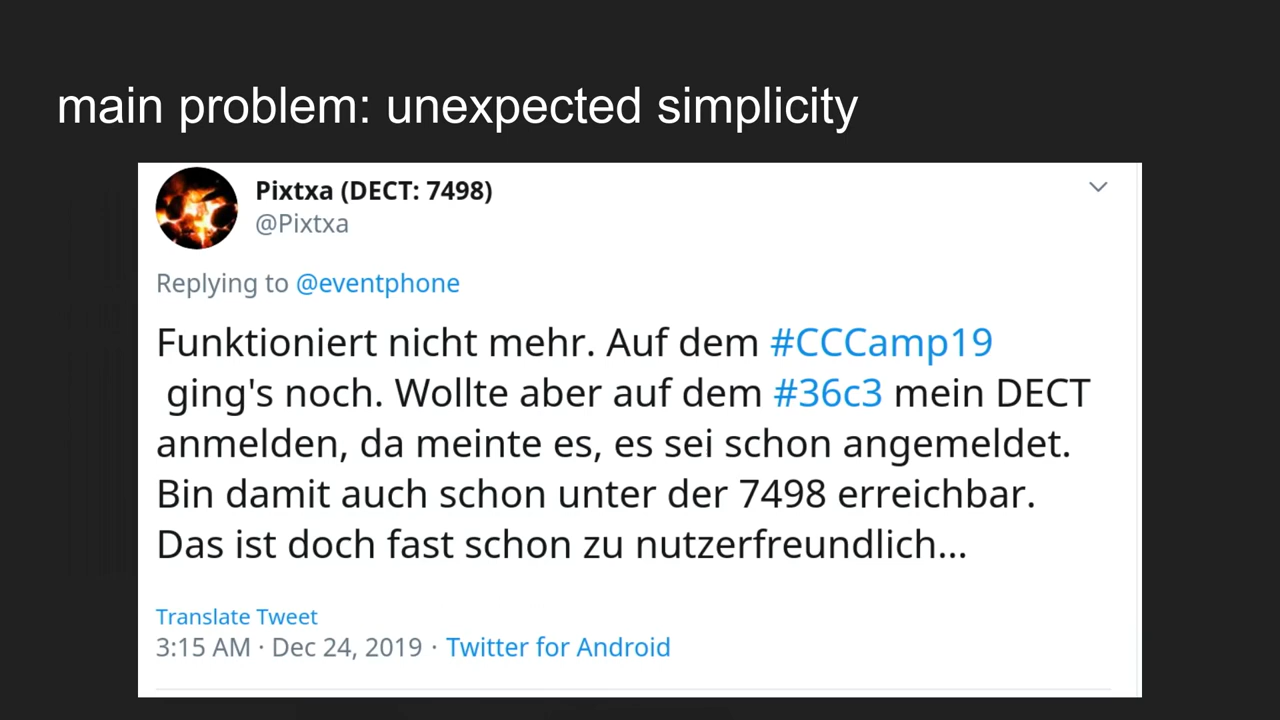 main problem: unexpected simplicity
Pixtxa (DECT: 7498)
@Pixtxa
Replying to @eventphone
Funktioniert nicht mehr. Auf dem #CCCamp19
ging's noch. Wollte aber auf dem #36c3 mein DECT
anmelden, da meinte es, es sei schon angemeldet.
Bin damit auch schon unter der 7498 erreichbar.
Das ist doch fast schon zu nutzerfreundlich...
Translate Tweet
3:15 AM · Dec 24, 2019 · Twitter for Android